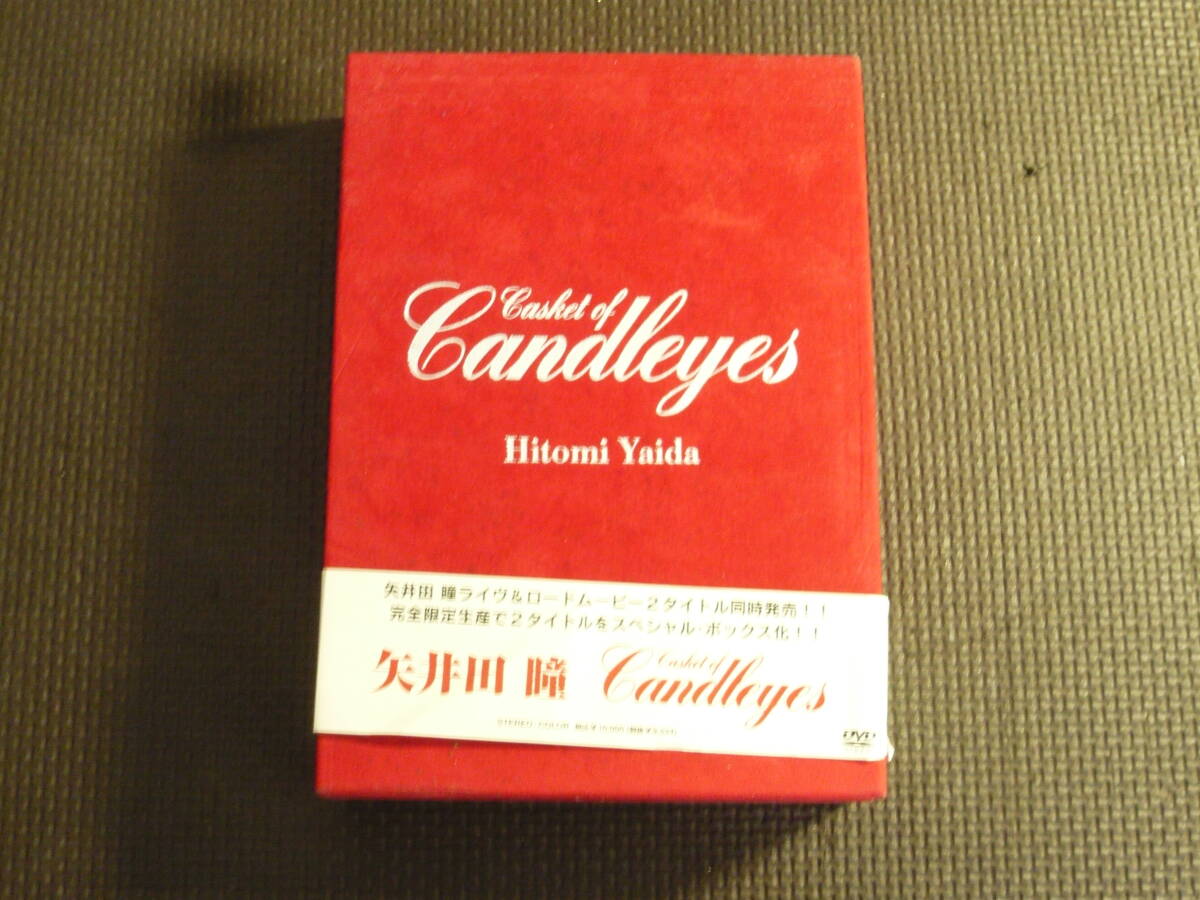 Casket of
Candleyes
Hitomi Yaida
矢井田 瞳ライヴ&ロードムービー2タイトル同時発売!!
完全限定生産で2タイトルをスペシャル・ボックス化!!
矢井田 瞳
Casket of
Candleyes
STEREO
DVD